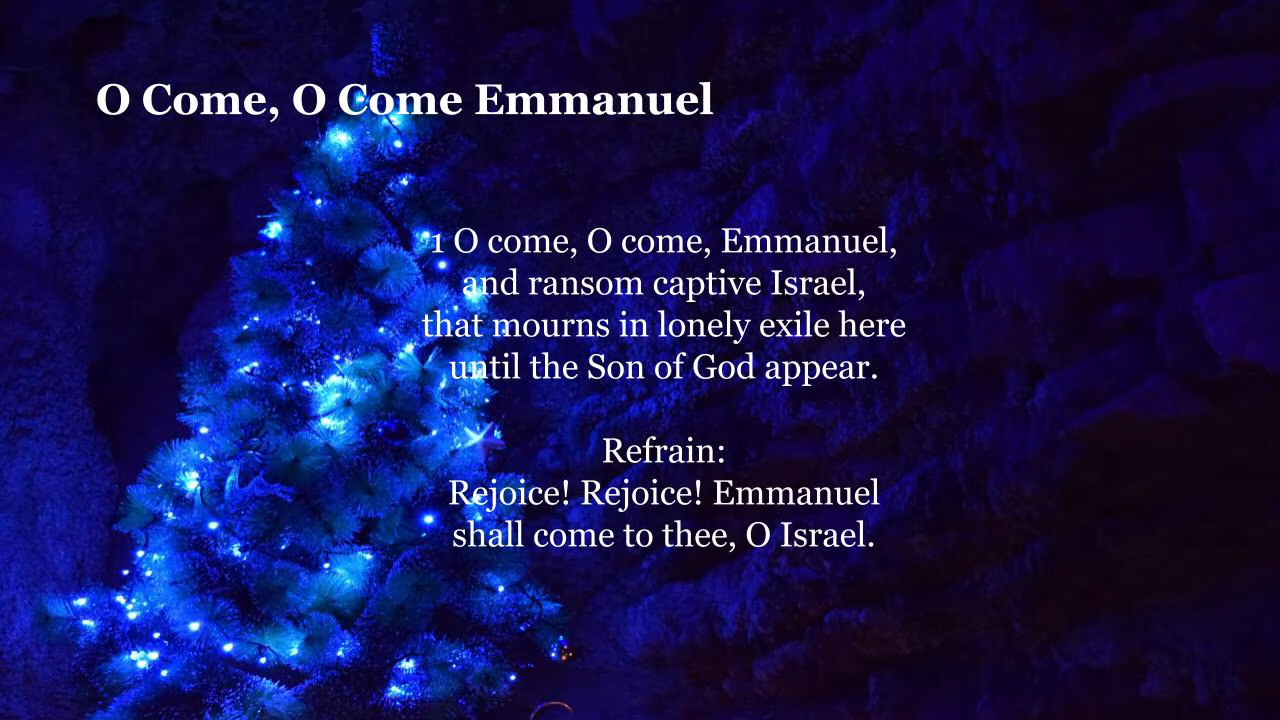 O Come, O Come Emmanuel
1 O come, O come, Emmanuel,
and ransom captive Israel,
that mourns in lonely exile here
until the Son of God appear.
Refrain:
Rejoice! Rejoice! Emmanuel
shall come to thee, O Israel.